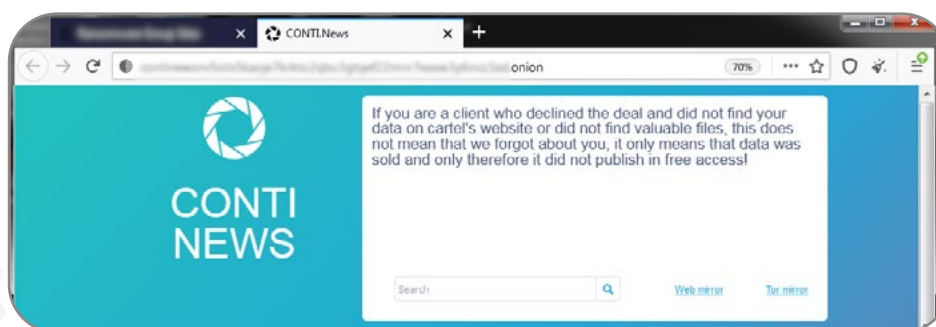 CONTI.News
onion
70%
If you are a client who declined the deal and did not find your
data on cartel's website or did not find valuable files, this does
not mean that we forgot about you, it only means that data was
sold and only therefore it did not publish in free access!
CONTI
NEWS
Search
Web mirror
Tor mirror